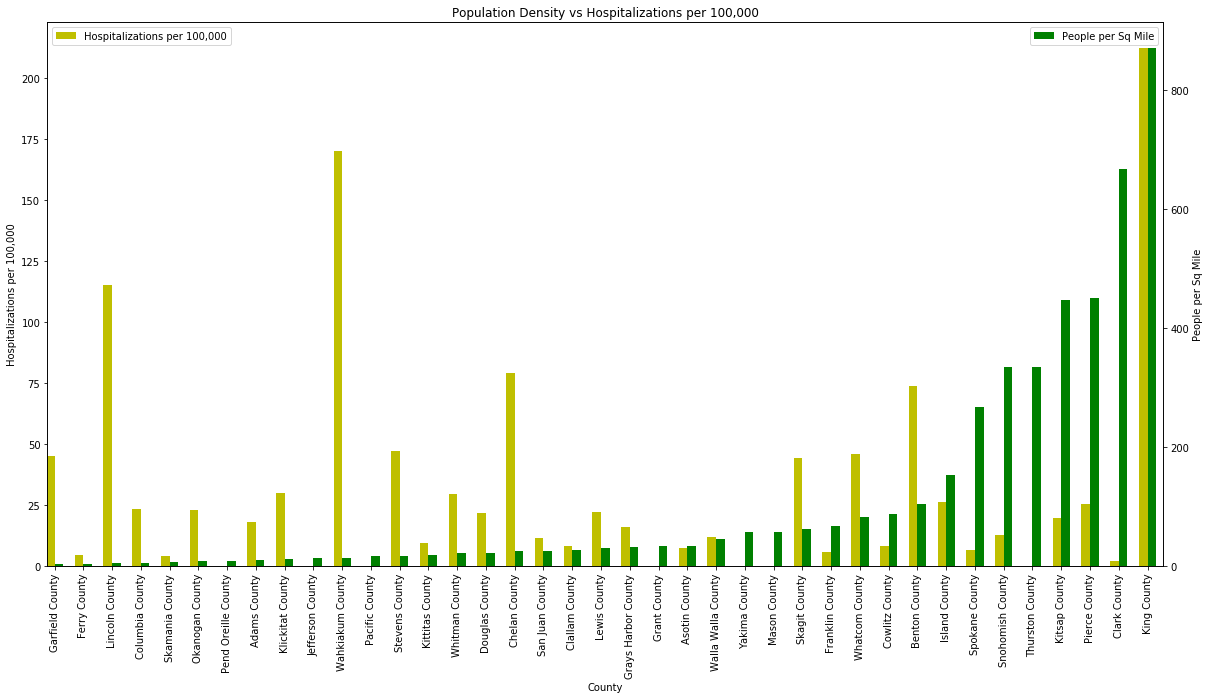 Population Density vs Hospitalizations per 100,000
Hospitalizations per 100,000
People per Sq Mile
200
175
150
125
100
75
50
25
0
Hospitalizations per 100,000
800
600
400
200
0
People per Sq Mile
Garfield County
Ferry County
Lincoln County
Columbia County
Skamania County
Okanogan County
Pend Oreille County
Adams County
Klickitat County
Jefferson County
Wahkiakum County
Pacific County
Stevens County
Kittitas County
Whitman County
Douglas County
Chelan County
San Juan County
Clallam County
Lewis County
Grays Harbor County
Grant County
Asotin County
Walla Walla County
Yakima County
Mason County
Skagit County
Franklin County
Whatcom County
Cowlitz County
Benton County
Island County
Spokane County
Snohomish County
Thurston County
Kitsap County
Pierce County
Clark County
King County
County